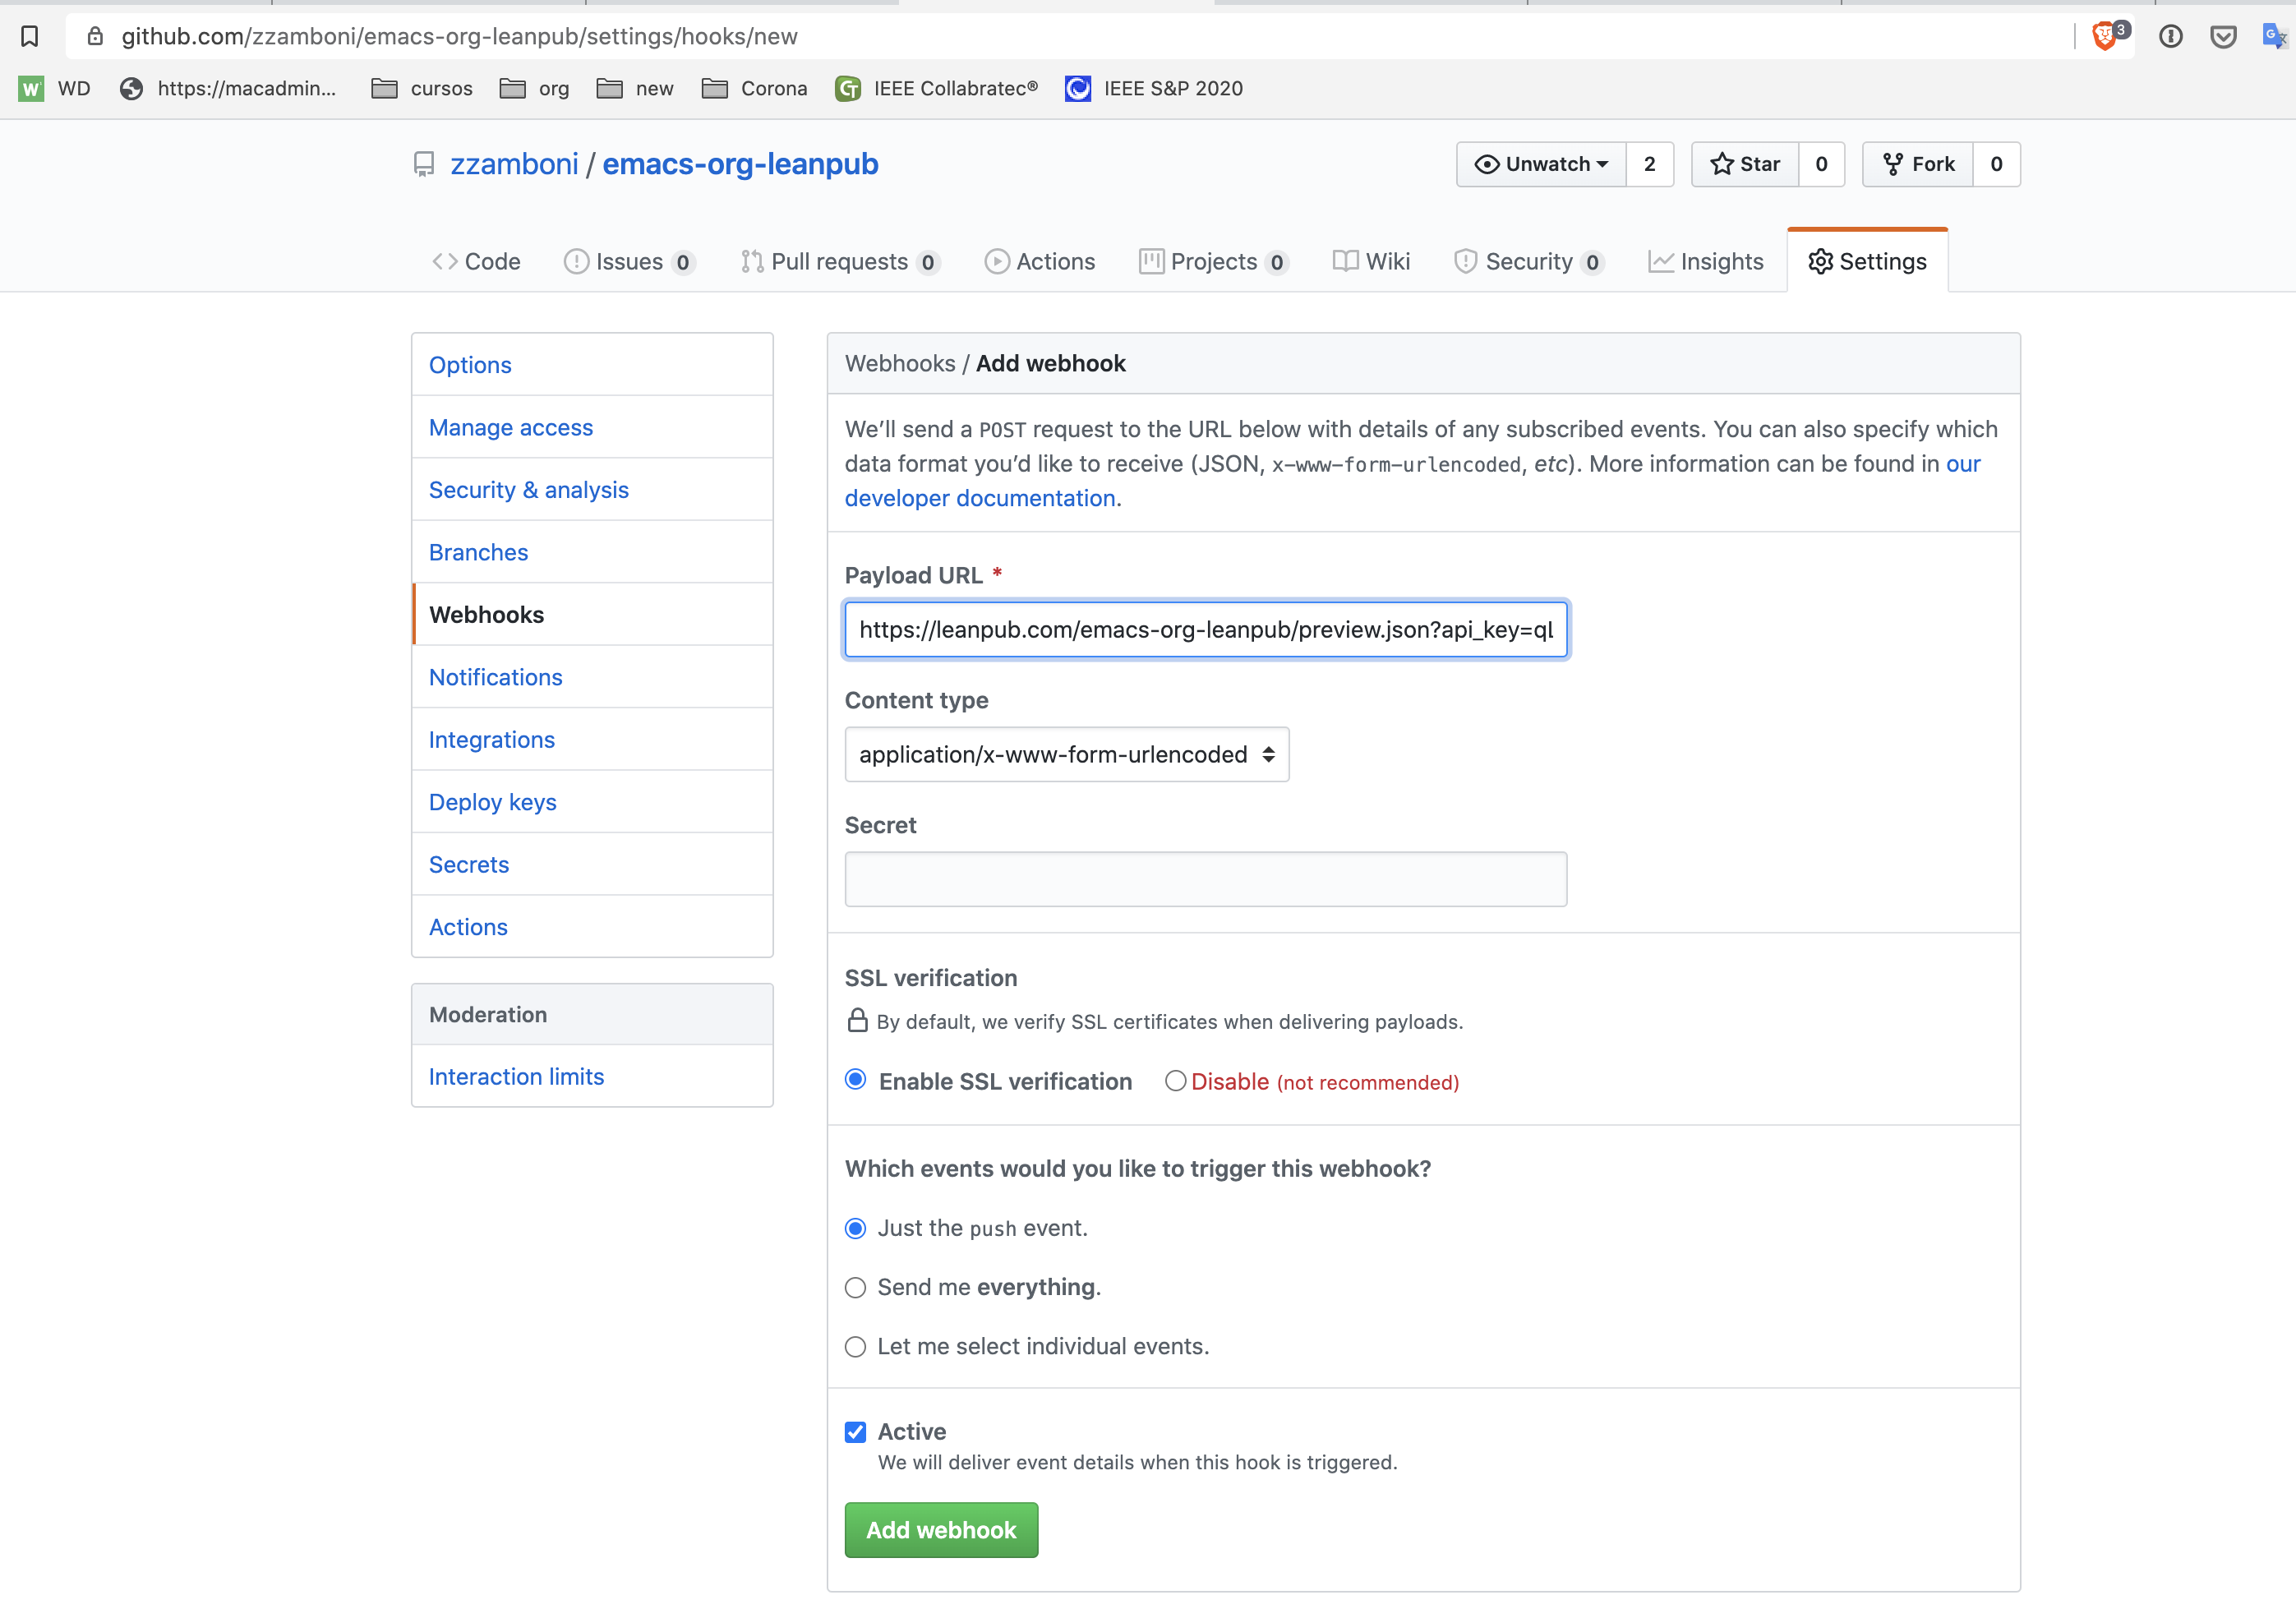 github.com/zzamboni/emacs-org-leanpub/settings/hooks/new 3
WD https://macadmin... cursos org new Corona IEEE Collabratec® IEEE S&P 2020
zzamboni / emacs-org-leanpub Unwatch 2 Star 0 Fork 0
Code Issues 0 Pull requests 0 Actions Projects 0 Wiki Security 0 Insights Settings
Options
Manage access
Security & analysis
Branches
Webhooks
Notifications
Integrations
Deploy keys
Secrets
Actions
Moderation
Interaction limits
Webhooks / Add webhook
We’ll send a POST request to the URL below with details of any subscribed events. You can also specify which
data format you’d like to receive (JSON, x-www-form-urlencoded, etc). More information can be found in our
developer documentation.
Payload URL *
https://leanpub.com/emacs-org-leanpub/preview.json?api_key=qL
Content type
application/x-www-form-urlencoded
Secret
SSL verification
By default, we verify SSL certificates when delivering payloads.
Enable SSL verification Disable (not recommended)
Which events would you like to trigger this webhook?
Just the push event.
Send me everything.
Let me select individual events.
Active
We will deliver event details when this hook is triggered.
Add webhook